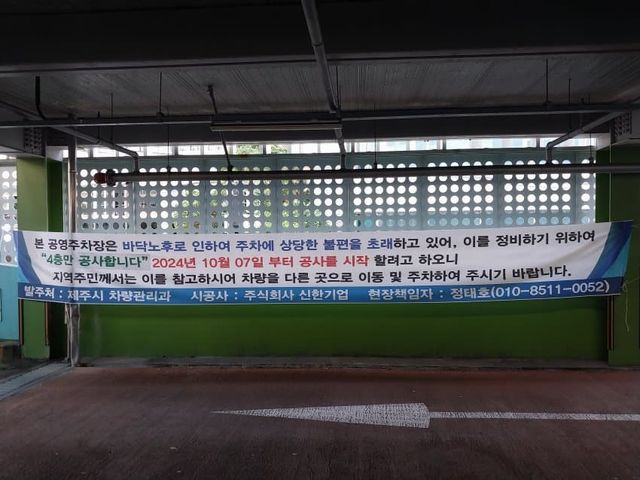 본 공영주차장은 바닥노후로 인하여 주차에 상당한 불편을 초래하고 있어, 이를 정비하기 위하여
"4층만 공사합니다" 2024년 10월 07일 부터 공사를 시작 할려고 하오니
지역주민께서는 이를 참고하시어 차량을 다른 곳으로 이동 및 주차하여 주시기 바랍니다.
발주처 : 제주시 차량관리과 시공사 : 주식회사 신한기업 현장책임자 : 정태호(010-8511-0052)